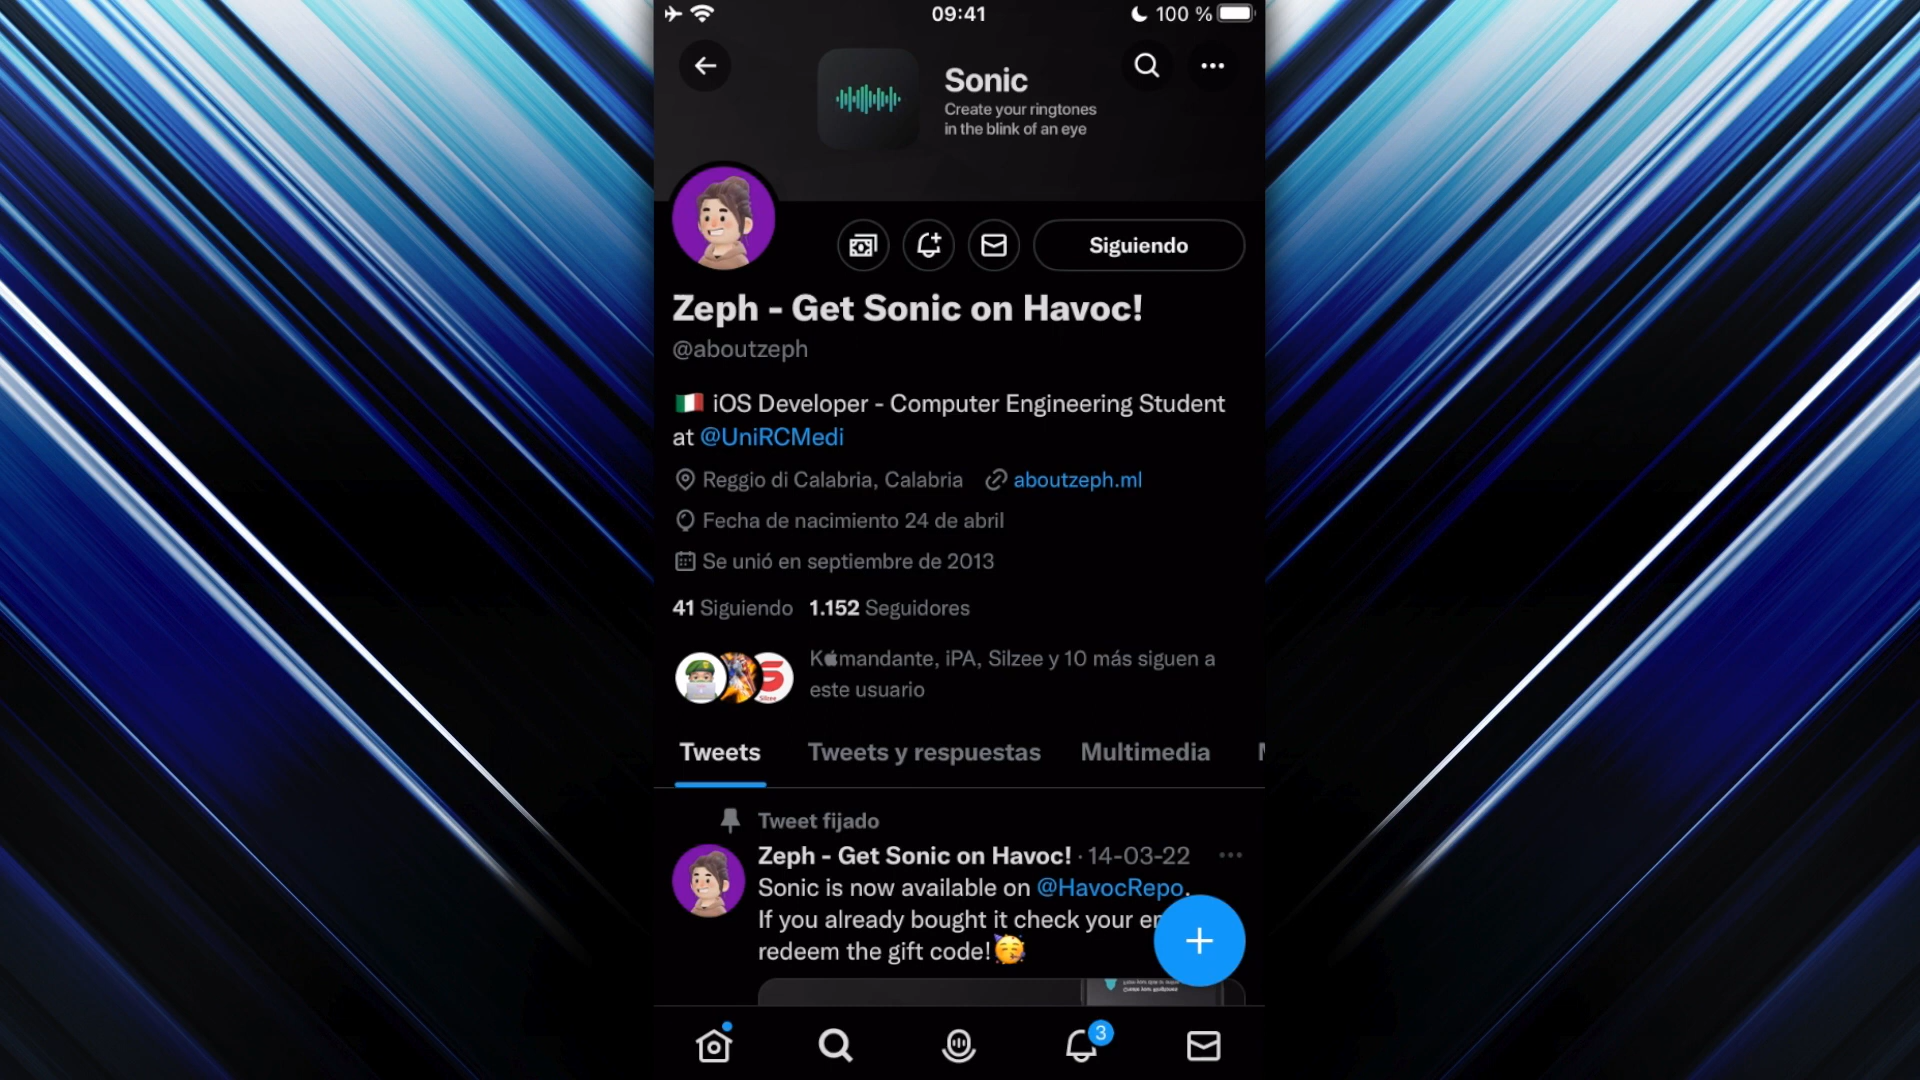 09:41
100 %
Sonic
Create your ringtones
in the blink of an eye
Siguiendo
Zeph - Get Sonic on Havoc!
@aboutzeph
🇮🇹 iOS Developer - Computer Engineering Student
at @UniRCMedi
Reggio di Calabria, Calabria aboutzeph.ml
Fecha de nacimiento 24 de abril
Se unió en septiembre de 2013
41 Siguiendo 1.152 Seguidores
Kmandante, iPA, Silzee y 10 más siguen a
este usuario
Silzee
Tweets Tweets y respuestas Multimedia
Tweet fijado
Zeph - Get Sonic on Havoc! · 14-03-22
Sonic is now available on @HavocRepo.
If you already bought it check your
redeem the gift code!🥳
3